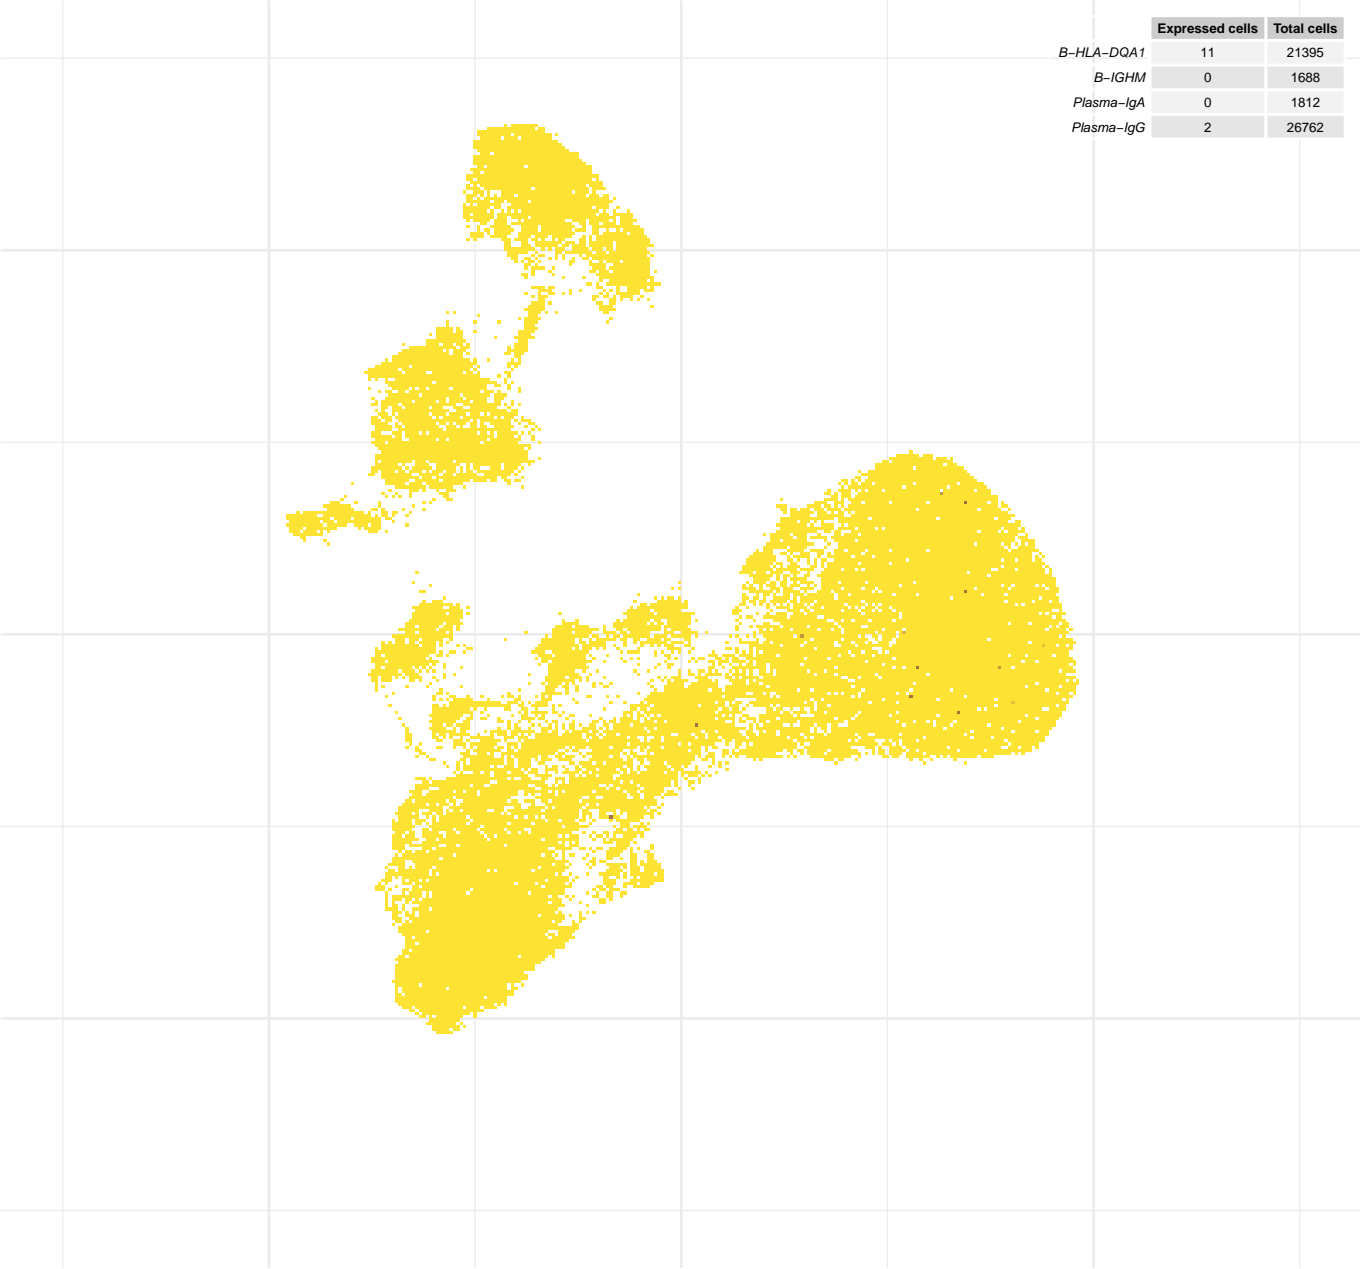 Expressed cells Total cells
B−HLA−DQA1 11 21395
B−IGHM 0 1688
Plasma−IgA 0 1812
Plasma−IgG 2 26762